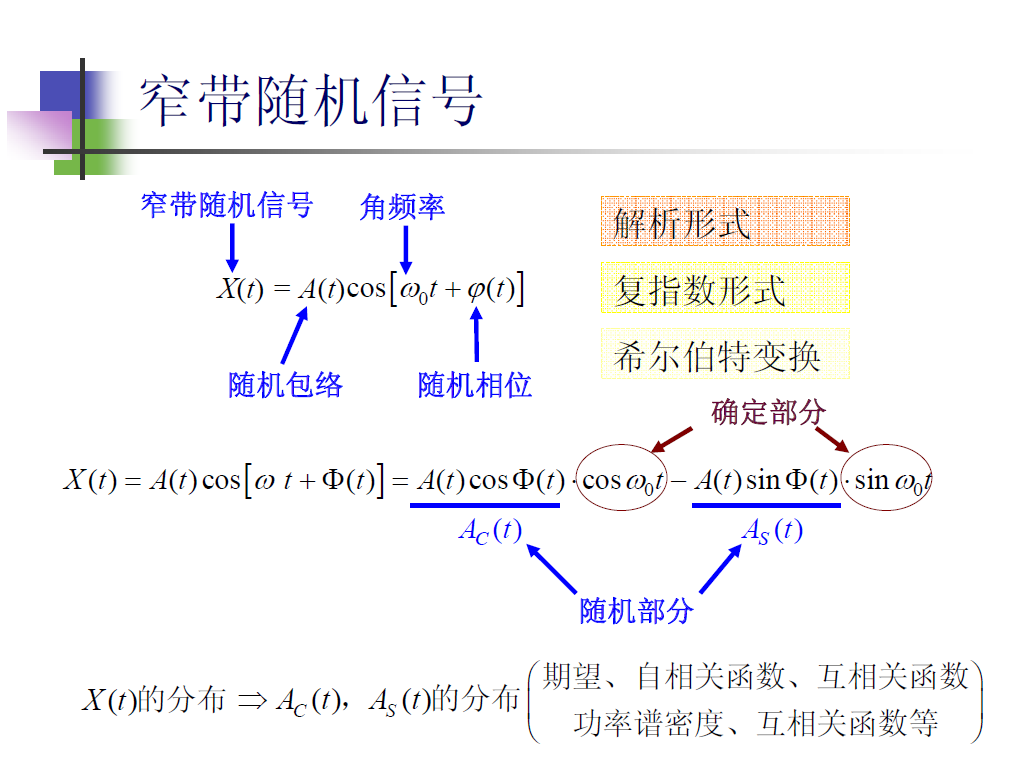 窄带随机信号
窄带随机信号 角频率
解析形式
X(t) = A(t)cos[ω₀t + φ(t)]
复指数形式
希尔伯特变换
随机包络 随机相位
确定部分
X(t) = A(t)cos[ω t + Φ(t)] = A(t)cosΦ(t)·cosω₀t − A(t)sinΦ(t)·sinω₀t
A_C(t) A_S(t)
随机部分
X(t)的分布 ⇒ A_C(t)，A_S(t)的分布
(期望、自相关函数、互相关函数
功率谱密度、互相关函数等)